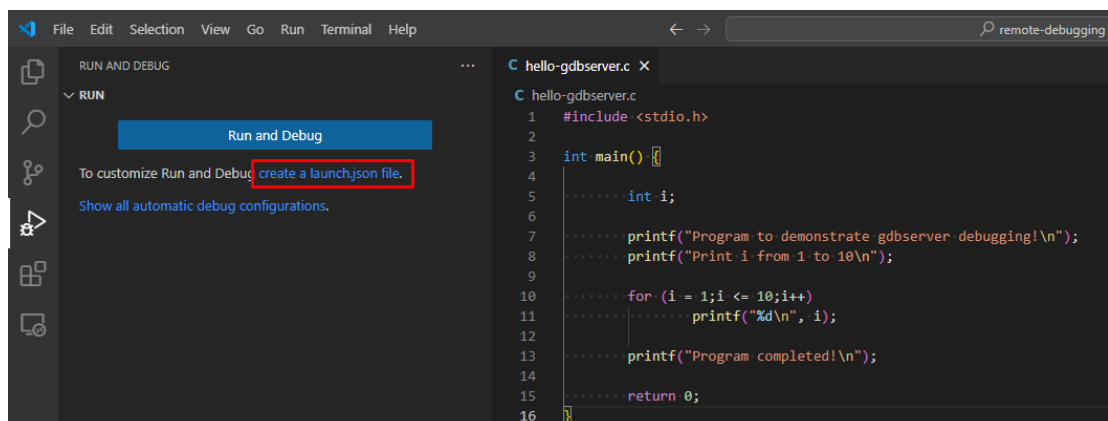 File Edit Selection View Go Run Terminal Help
remote-debugging
RUN AND DEBUG
RUN
Run and Debug
To customize Run and Debug create a launch.json file.
Show all automatic debug configurations.
C hello-gdbserver.c
C hello-gdbserver.c
1 #include <stdio.h>
2
3 int main() {
4
5 int i;
6
7 printf("Program to demonstrate gdbserver debugging!\n");
8 printf("Print i from 1 to 10\n");
9
10 for (i = 1;i <= 10;i++)
11 printf("%d\n", i);
12
13 printf("Program completed!\n");
14
15 return 0;
16 }